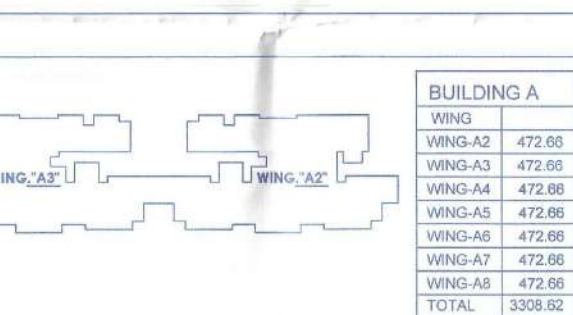 ING."A3"
WING."A2"
BUILDING A
WING
WING-A2 472.66
WING-A3 472.66
WING-A4 472.66
WING-A5 472.66
WING-A6 472.66
WING-A7 472.66
WING-A8 472.66
TOTAL 3308.62